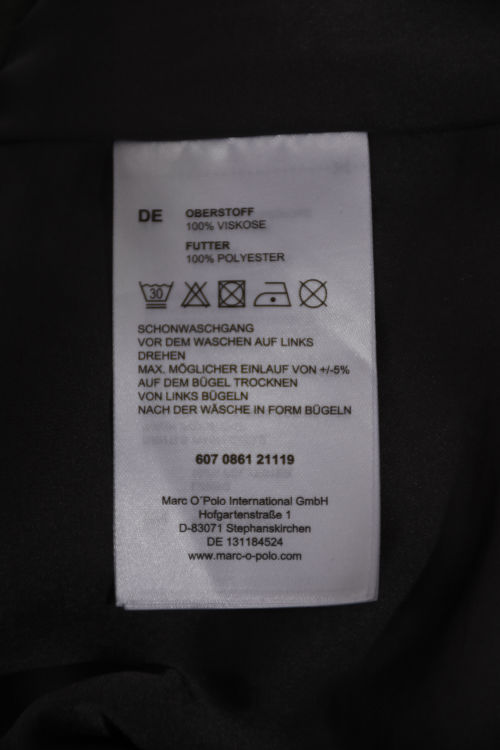 DE OBERSTOFF
100% VISKOSE
FUTTER
100% POLYESTER
30
SCHONWASCHGANG
VOR DEM WASCHEN AUF LINKS
DREHEN
MAX. MÖGLICHER EINLAUF VON +/-5%
AUF DEM BÜGEL TROCKNEN
VON LINKS BÜGELN
NACH DER WÄSCHE IN FORM BÜGELN
607 0861 21119
Marc O´Polo International GmbH
Hofgartenstraße 1
D-83071 Stephanskirchen
DE 131184524
www.marc-o-polo.com